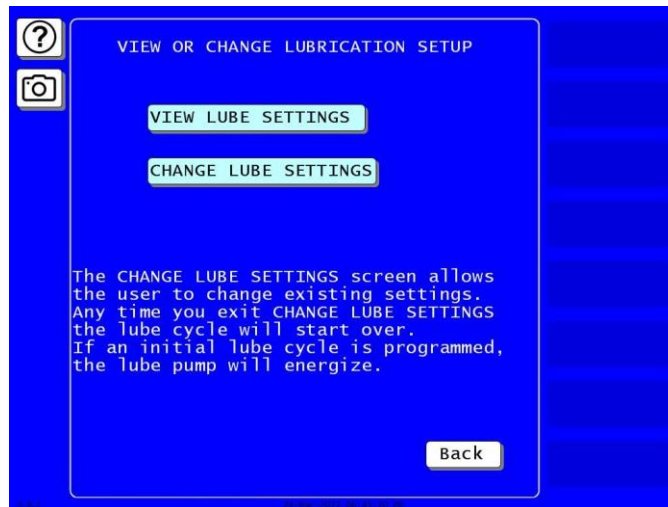 ?
VIEW OR CHANGE LUBRICATION SETUP
VIEW LUBE SETTINGS
CHANGE LUBE SETTINGS
The CHANGE LUBE SETTINGS screen allows
the user to change existing settings.
Any time you exit CHANGE LUBE SETTINGS
the lube cycle will start over.
If an initial lube cycle is programmed,
the lube pump will energize.
Back